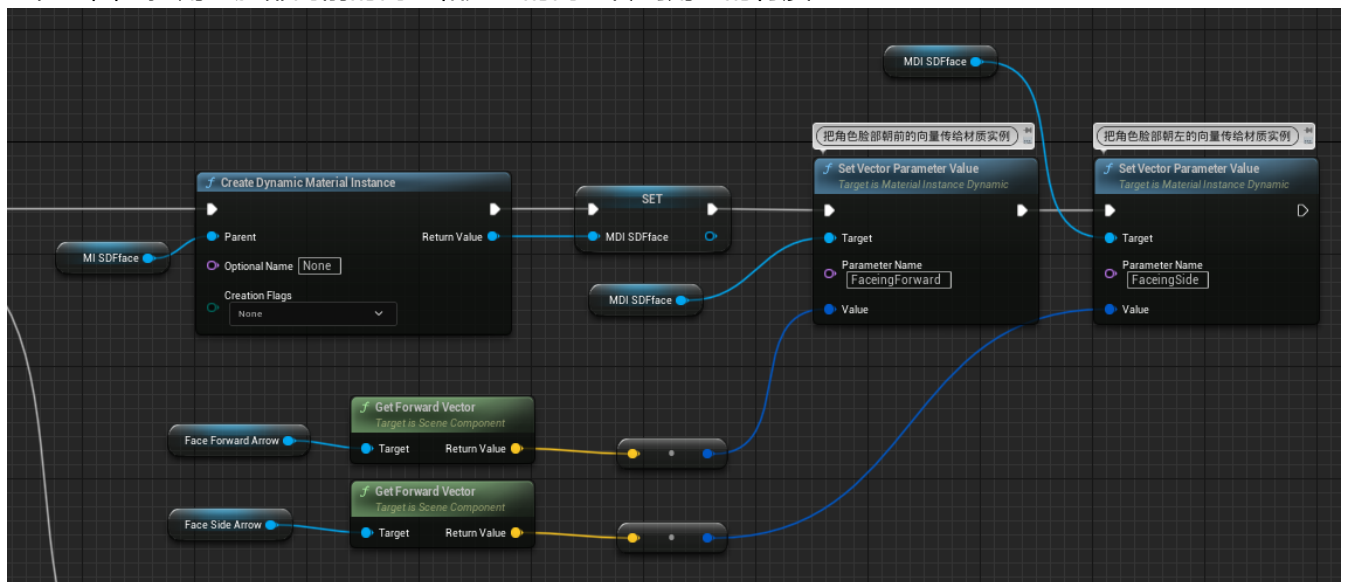 MDI SDFface
把角色脸部朝前的向量传给材质实例
把角色脸部朝左的向量传给材质实例
Create Dynamic Material Instance
Parent
Return Value
Optional Name
None
Creation Flags
None
MI SDFface
SET
MDI SDFface
MDI SDFface
Set Vector Parameter Value
Target is Material Instance Dynamic
Target
Parameter Name
FaceingForward
Value
Set Vector Parameter Value
Target is Material Instance Dynamic
Target
Parameter Name
FaceingSide
Value
Face Forward Arrow
Get Forward Vector
Target is Scene Component
Target
Return Value
Face Side Arrow
Get Forward Vector
Target is Scene Component
Target
Return Value